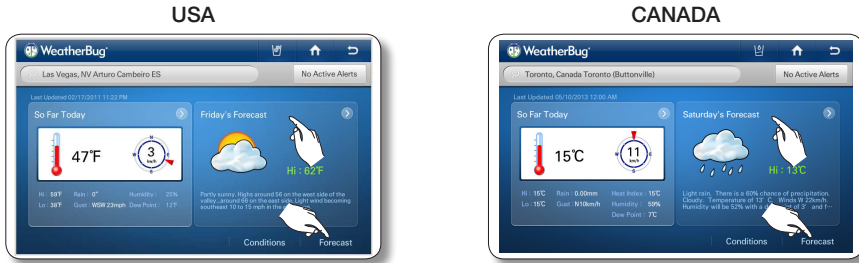 USA
WeatherBug
Las Vegas, NV Arturo Cambeiro ES
No Active Alerts
Last Updated 02/17/2011 11:22 PM
So Far Today
Friday's Forecast
47°F
N
W
E
S
3
km/h
Hi : 62°F
Hi : 59°F Rain : 0" Humidity : 25%
Lo : 38°F Gust : WSW 23mph Dew Point : 12°F
Partly sunny. Highs around 56 on the west side of the
valley...around 66 on the east side. Light wind becoming
southeast 10 to 15 mph in the
Conditions
Forecast
CANADA
WeatherBug
Toronto, Canada Toronto (Buttonville)
No Active Alerts
Last Updated 05/10/2013 12:00 AM
So Far Today
Saturday's Forecast
15°C
N
W
E
S
11
km/h
Hi : 13°C
Hi : 15°C Rain : 0.00mm Heat Index : 15°C
Lo : 15°C Gust : N10km/h Humidity : 59%
Dew Point : 7°C
Light rain. There is a 60% chance of precipitation.
Cloudy. Temperature of 13° C. Winds W 22km/h.
Humidity will be 52% with a of 3° and f...
Conditions
Forecast